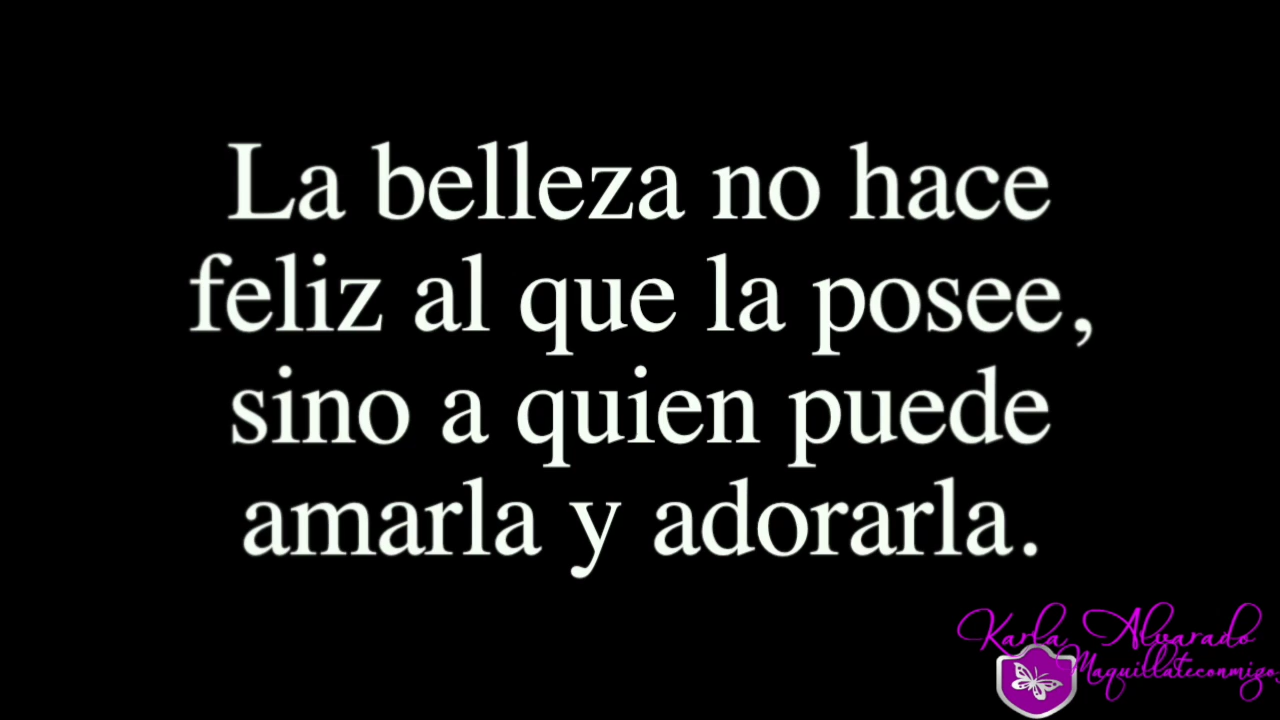 La belleza no hace
feliz al que la posee,
sino a quien puede
amarla y adorarla.
Karla Alvarado
Maquillateconmigo